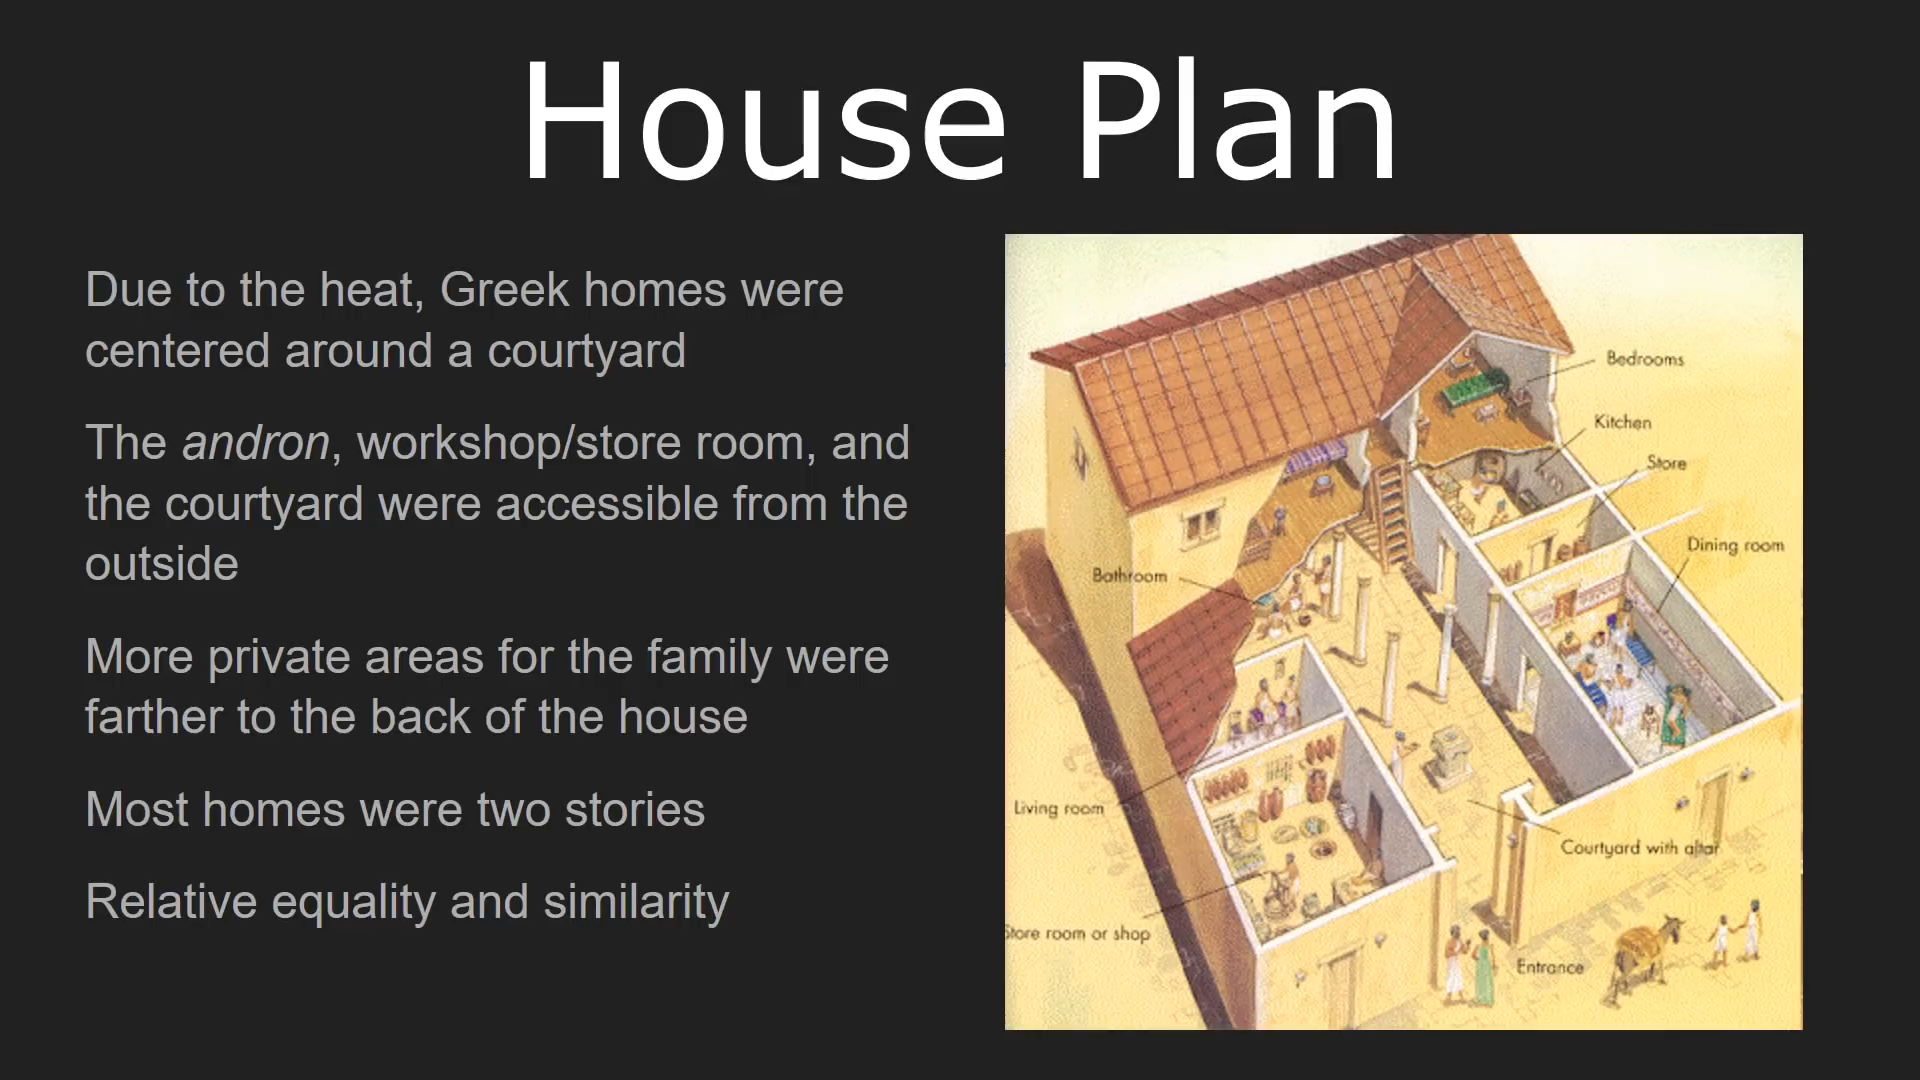 House Plan
Due to the heat, Greek homes were
centered around a courtyard
The andron, workshop/store room, and
the courtyard were accessible from the
outside
More private areas for the family were
farther to the back of the house
Most homes were two stories
Relative equality and similarity
Bedrooms
Kitchen
Store
Dining room
Bathroom
Living room
Courtyard with altar
Store room or shop
Entrance